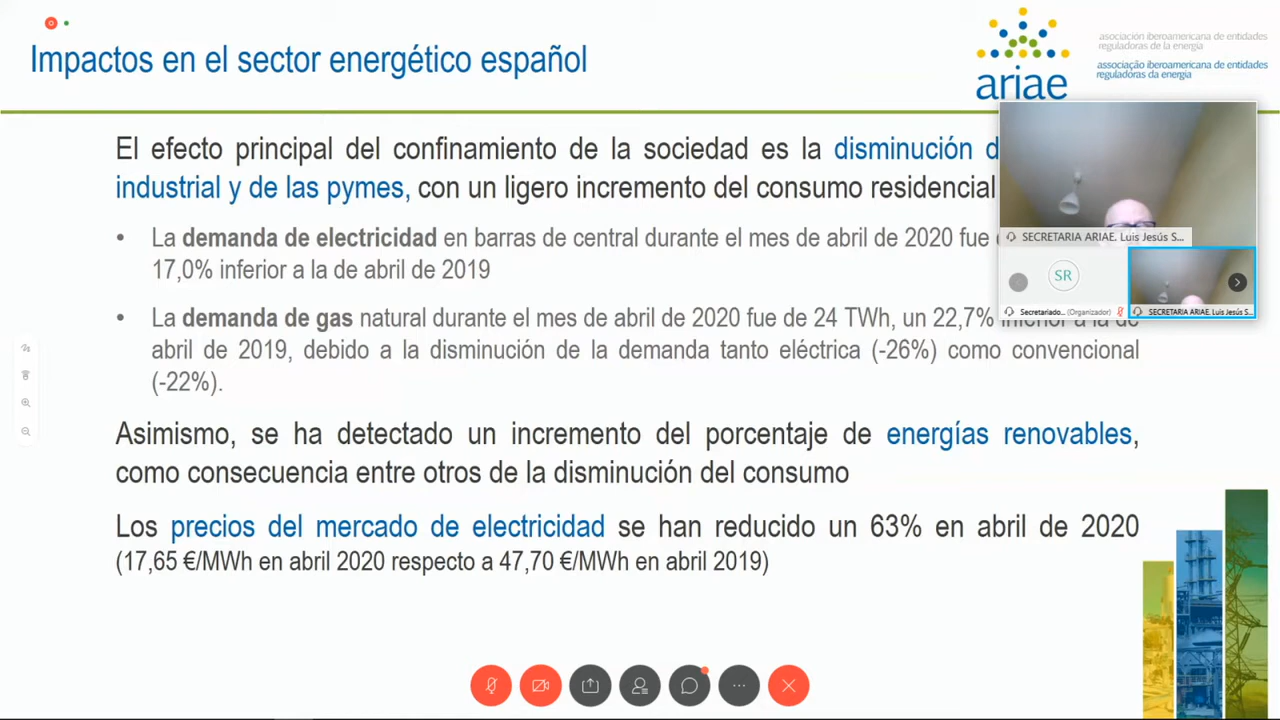 Impactos en el sector energético español
ariae
asociación iberoamericana de entidades
reguladoras de la energía
associação iberoamericana de entidades
reguladoras da energia
El efecto principal del confinamiento de la sociedad es la disminución d
industrial y de las pymes, con un ligero incremento del consumo residencial
• La demanda de electricidad en barras de central durante el mes de abril de 2020 fue
17,0% inferior a la de abril de 2019
• La demanda de gas natural durante el mes de abril de 2020 fue de 24 TWh, un 22,7% inferior a la de
abril de 2019, debido a la disminución de la demanda tanto eléctrica (-26%) como convencional
(-22%).
Asimismo, se ha detectado un incremento del porcentaje de energías renovables,
como consecuencia entre otros de la disminución del consumo
Los precios del mercado de electricidad se han reducido un 63% en abril de 2020
(17,65 €/MWh en abril 2020 respecto a 47,70 €/MWh en abril 2019)
SECRETARIA ARIAE. Luis Jesús S...
SR
Secretariado... (Organizador)
SECRETARIA ARIAE. Luis Jesús S...